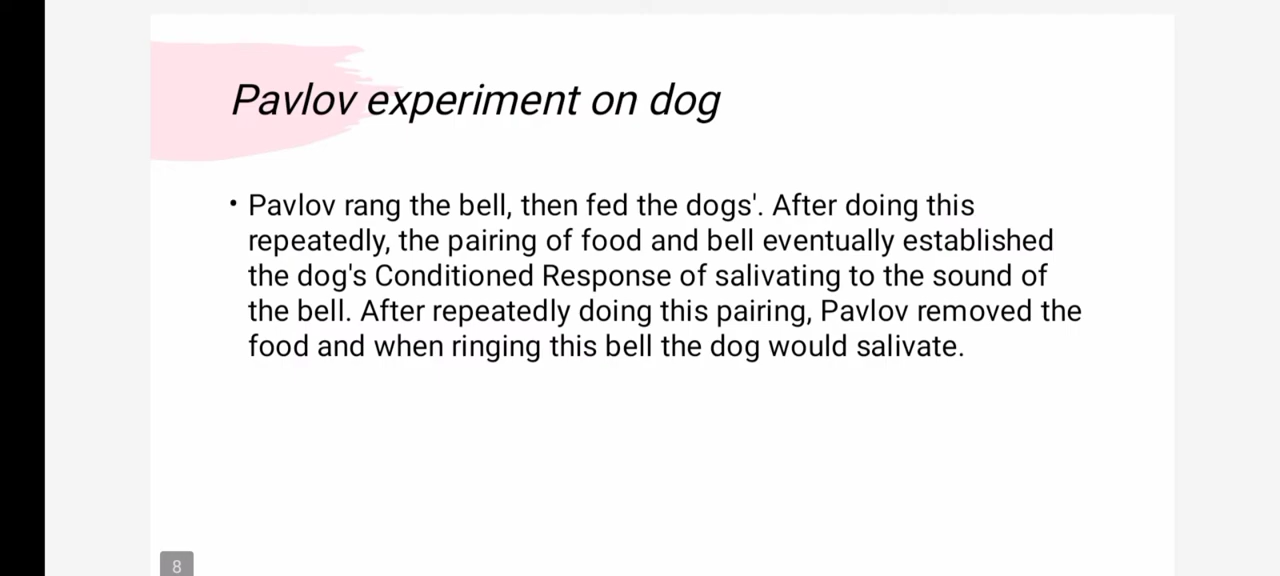 Pavlov experiment on dog
• Pavlov rang the bell, then fed the dogs'. After doing this
repeatedly, the pairing of food and bell eventually established
the dog's Conditioned Response of salivating to the sound of
the bell. After repeatedly doing this pairing, Pavlov removed the
food and when ringing this bell the dog would salivate.
8